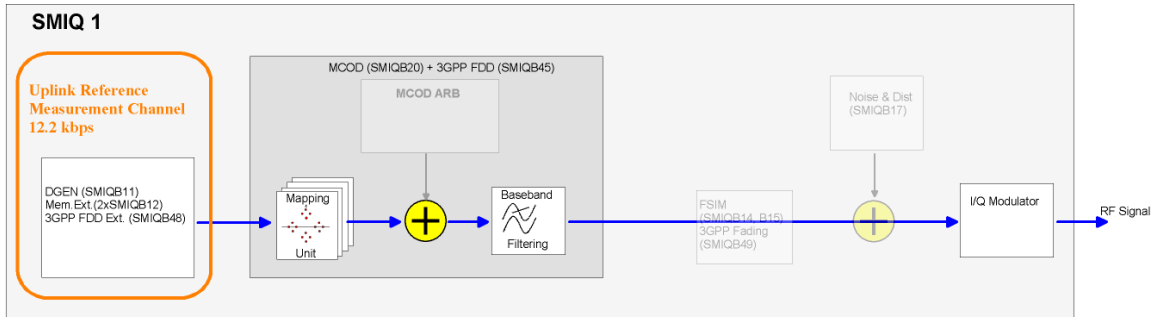 SMIQ 1
Uplink Reference
Measurement Channel
12.2 kbps
DGEN (SMIQB11)
Mem.Ext.(2xSMIQB12)
3GPP FDD Ext. (SMIQB48)
MCOD (SMIQB20) + 3GPP FDD (SMIQB45)
MCOD ARB
Mapping
Unit
Baseband
Filtering
FSIM
(SMIQB14, B15)
3GPP Fading
(SMIQB49)
Noise & Dist
(SMIQB17)
I/Q Modulator
RF Signal